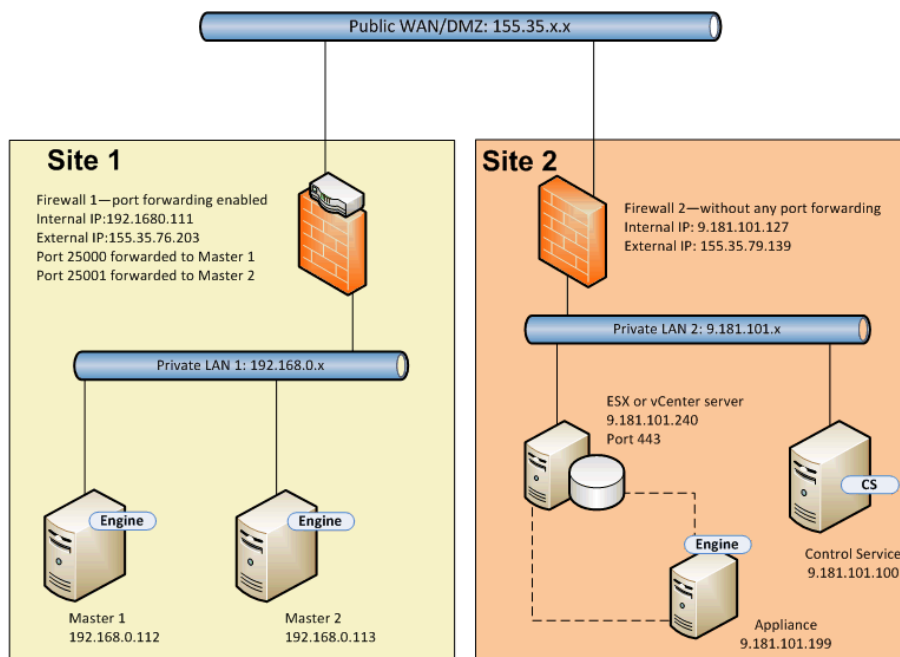 Public WAN/DMZ: 155.35.x.x
Site 1
Firewall 1—port forwarding enabled
Internal IP:192.1680.111
External IP:155.35.76.203
Port 25000 forwarded to Master 1
Port 25001 forwarded to Master 2
Private LAN 1: 192.168.0.x
Engine
Engine
Master 1
192.168.0.112
Master 2
192.168.0.113
Site 2
Firewall 2—without any port forwarding
Internal IP: 9.181.101.127
External IP: 155.35.79.139
Private LAN 2: 9.181.101.x
ESX or vCenter server
9.181.101.240
Port 443
CS
Engine
Control Service
9.181.101.100
Appliance
9.181.101.199